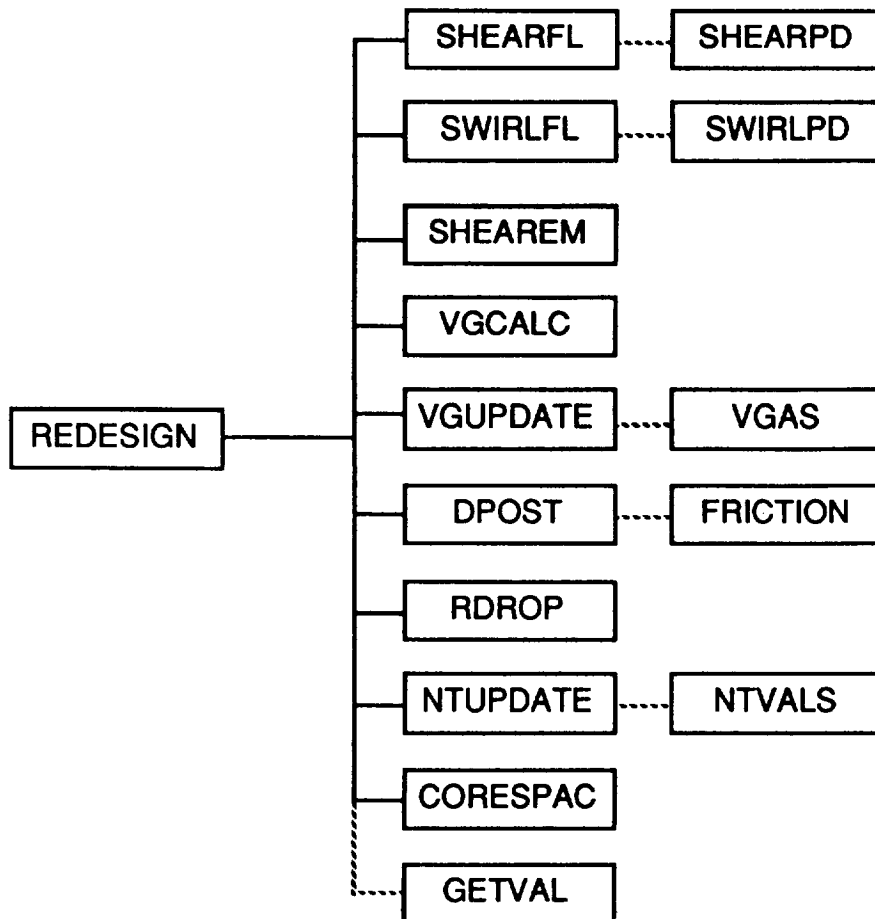 SHEARFL SHEARPD
SWIRLFL SWIRLPD
SHEAREM
VGCALC
VGUPDATE VGAS
REDESIGN
DPOST FRICTION
RDROP
NTUPDATE NTVALS
CORESPAC
GETVAL